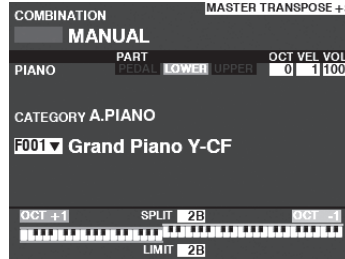 MASTER TRANSPOSE +
COMBINATION
MANUAL
PART OCT VEL VOL
PIANO PEDAL LOWER UPPER 0 1 100
CATEGORY A.PIANO
F001▼ Grand Piano Y-CF
OCT +1 SPLIT 2B OCT -1
LIMIT 2B